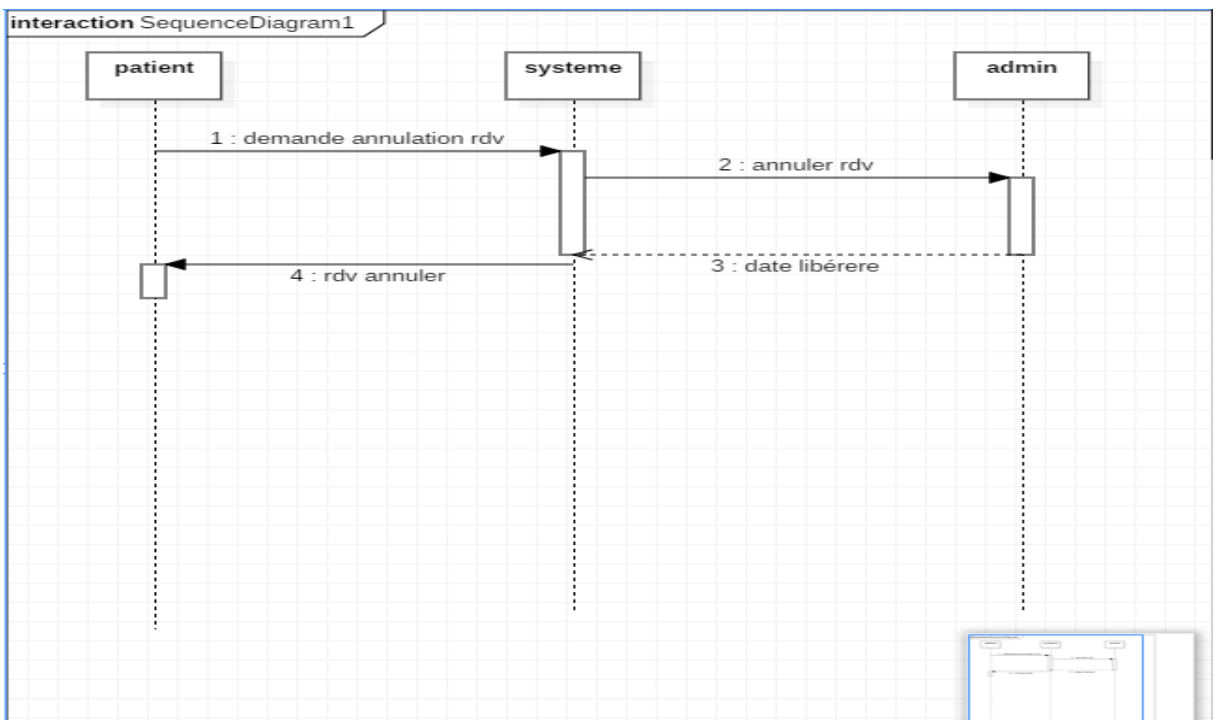 interaction SequenceDiagram1
patient
systeme
admin
1 : demande annulation rdv
2 : annuler rdv
3 : date libérere
4 : rdv annuler